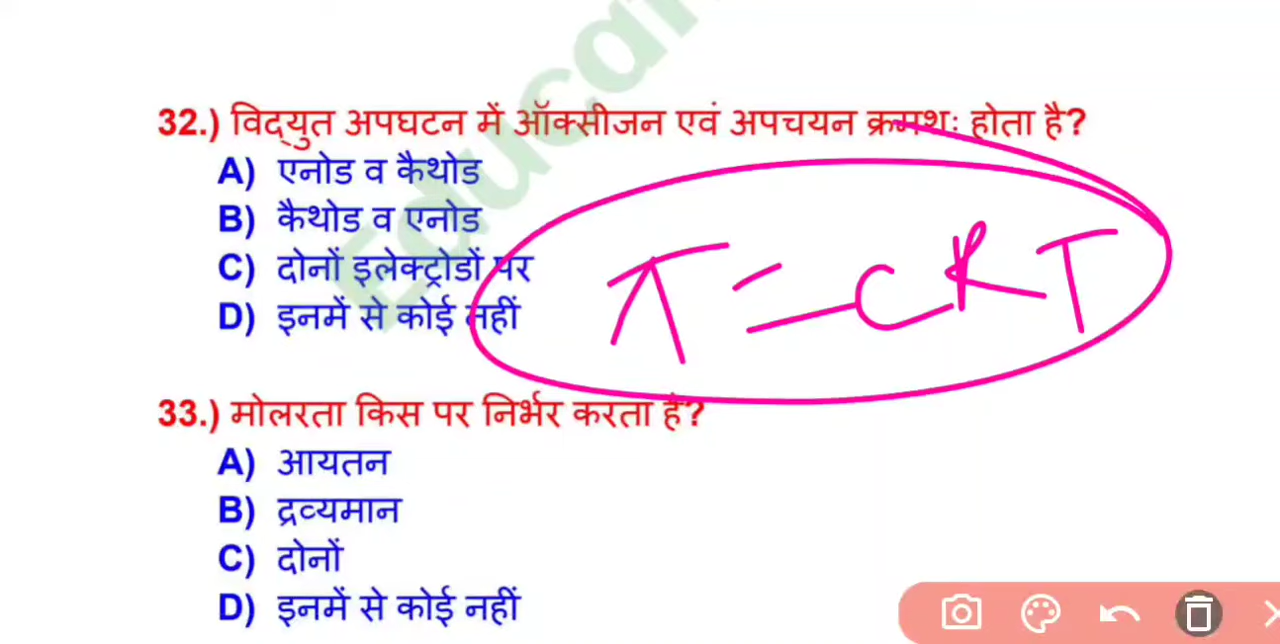 Educat
32.) विद्युत अपघटन में ऑक्सीजन एवं अपचयन क्रमशः होता है?
A) एनोड व कैथोड
B) कैथोड व एनोड
C) दोनों इलेक्ट्रोडों पर
D) इनमें से कोई नहीं
π = CRT
33.) मोलरता किस पर निर्भर करता है?
A) आयतन
B) द्रव्यमान
C) दोनों
D) इनमें से कोई नहीं